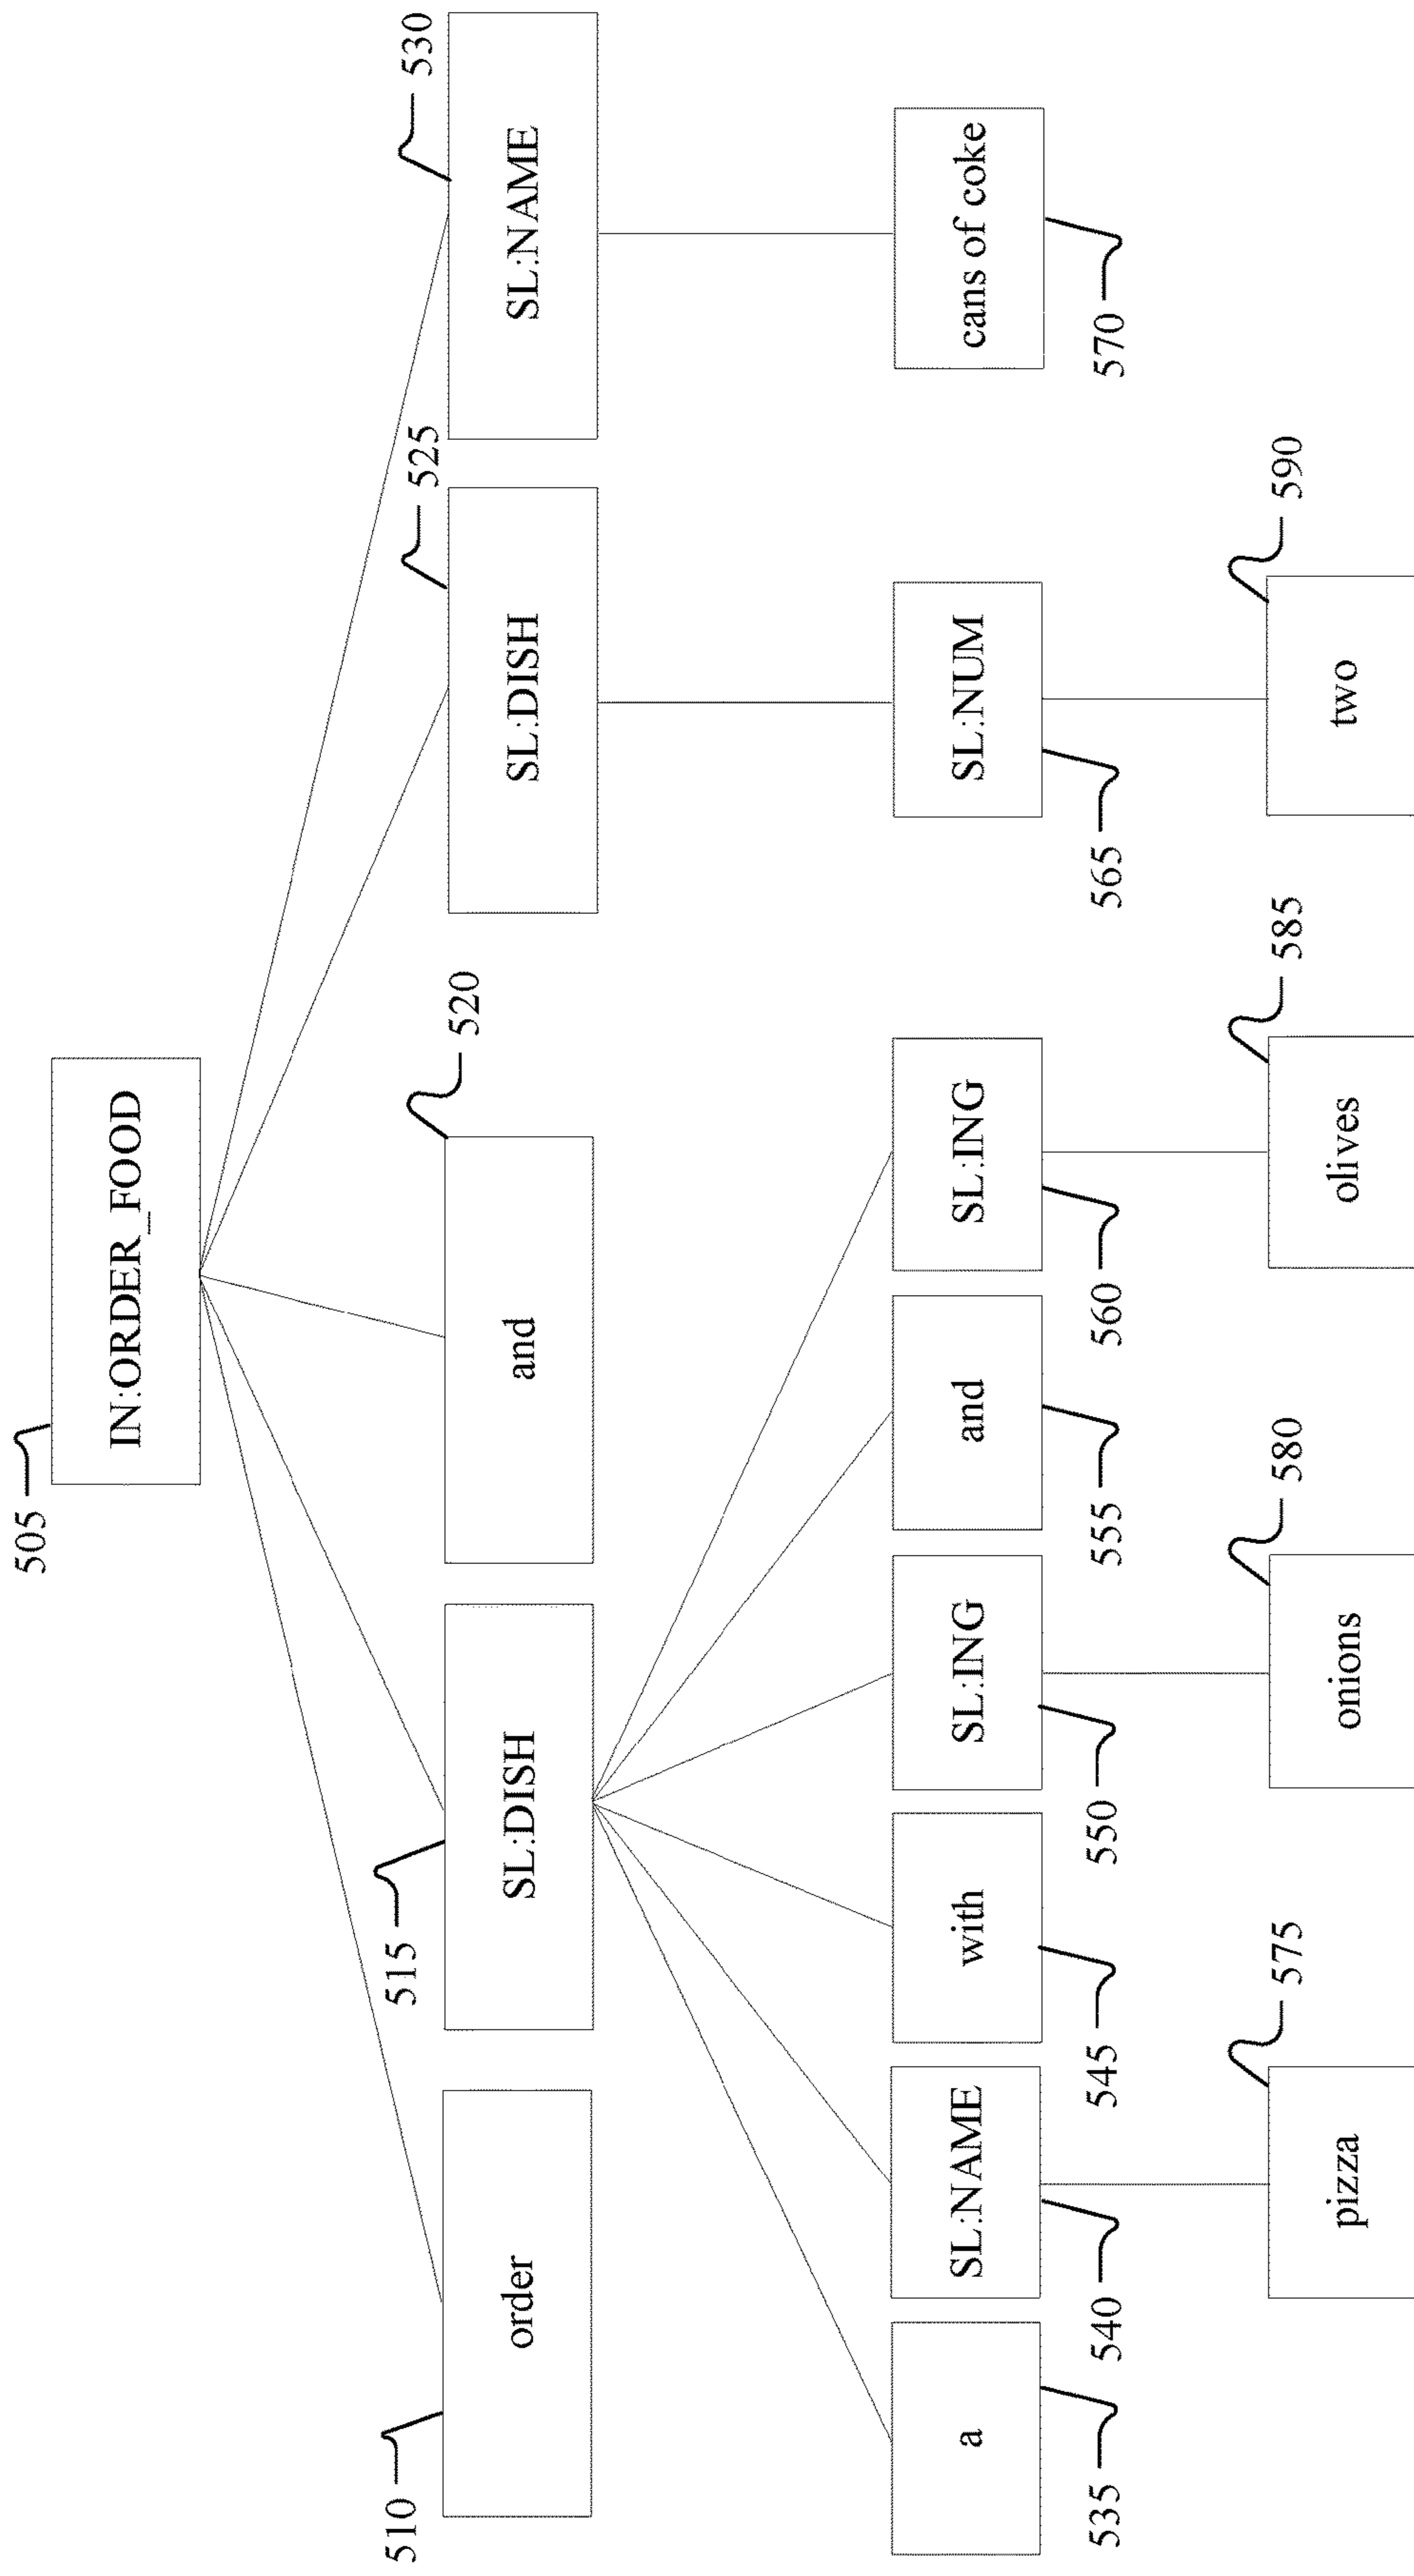 505
IN:ORDER_FOOD
510
515
520
525
530
order
SL:DISH
and
SL:DISH
SL:NAME
a
SL:NAME
with
SL:ING
and
SL:ING
SL:NUM
cans of coke
535
540
545
550
555
560
565
570
575
580
585
590
pizza
onions
olives
two